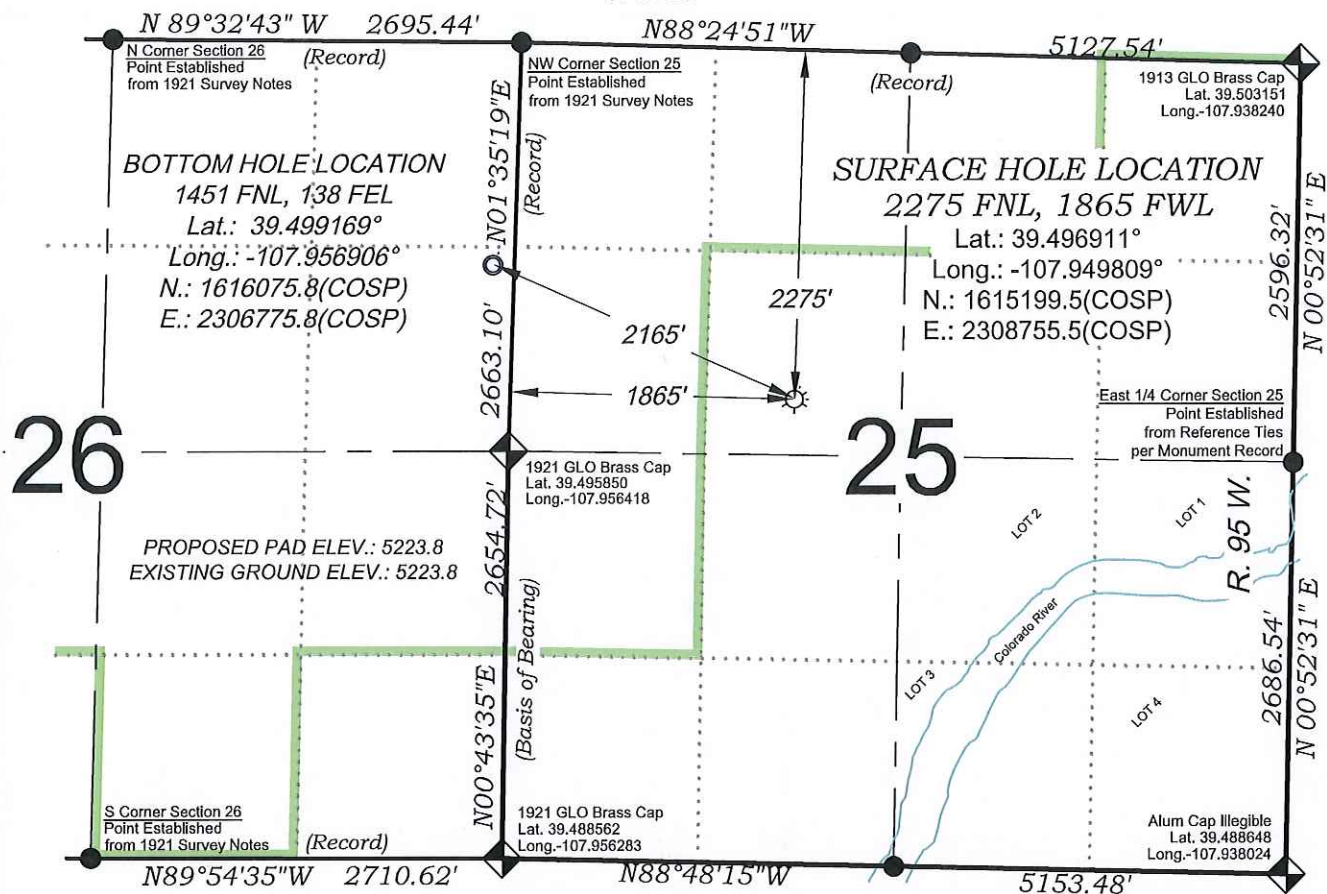 N 89°32'43" W 2695.44'
(Record)
N88°24'51"W
5127.54'
(Record)
N Corner Section 26
Point Established
from 1921 Survey Notes
NW Corner Section 25
Point Established
from 1921 Survey Notes
1913 GLO Brass Cap
Lat. 39.503151
Long.-107.938240
BOTTOM HOLE LOCATION
1451 FNL, 138 FEL
Lat.: 39.499169°
Long.: -107.956906°
N.: 1616075.8(COSP)
E.: 2306775.8(COSP)
N01°35'19"E
(Record)
2663.10'
SURFACE HOLE LOCATION
2275 FNL, 1865 FWL
Lat.: 39.496911°
Long.: -107.949809°
N.: 1615199.5(COSP)
E.: 2308755.5(COSP)
2275'
2165'
1865'
2596.32'
N 00°52'31" E
East 1/4 Corner Section 25
Point Established
from Reference Ties
per Monument Record
26
25
1921 GLO Brass Cap
Lat. 39.495850
Long.-107.956418
PROPOSED PAD ELEV.: 5223.8
EXISTING GROUND ELEV.: 5223.8
2654.72'
N00°43'35"E
(Basis of Bearing)
LOT 2
LOT 1
R. 95 W.
Colorado River
LOT 3
LOT 4
2686.54'
N 00°52'31" E
S Corner Section 26
Point Established
from 1921 Survey Notes
(Record)
1921 GLO Brass Cap
Lat. 39.488562
Long.-107.956283
Alum Cap Illegible
Lat. 39.488648
Long.-107.938024
N89°54'35"W 2710.62'
N88°48'15"W
5153.48'